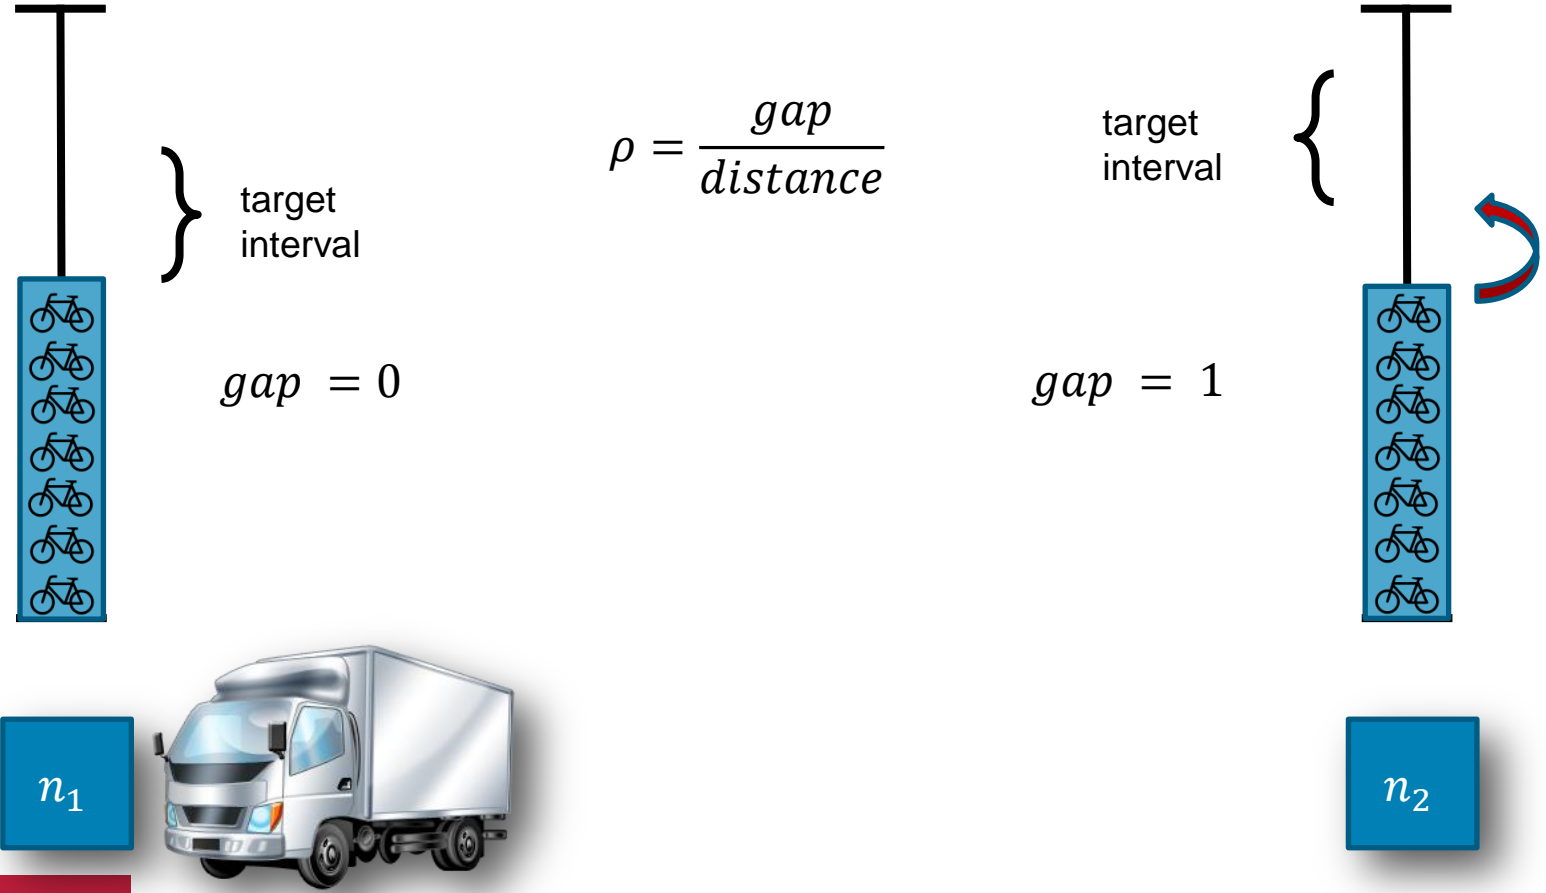 target
interval
gap = 0
ρ = gap / distance
target
interval
gap = 1
n₁
n₂